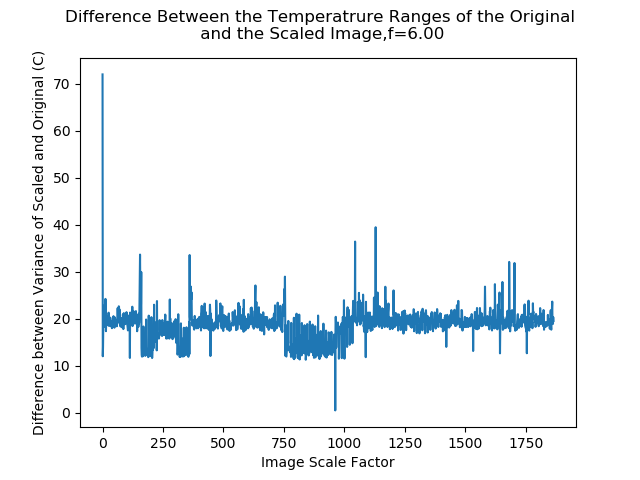 Difference Between the Temperatrure Ranges of the Original
and the Scaled Image,f=6.00
Difference between Variance of Scaled and Original (C)
70
60
50
40
30
20
10
0
0 250 500 750 1000 1250 1500 1750
Image Scale Factor